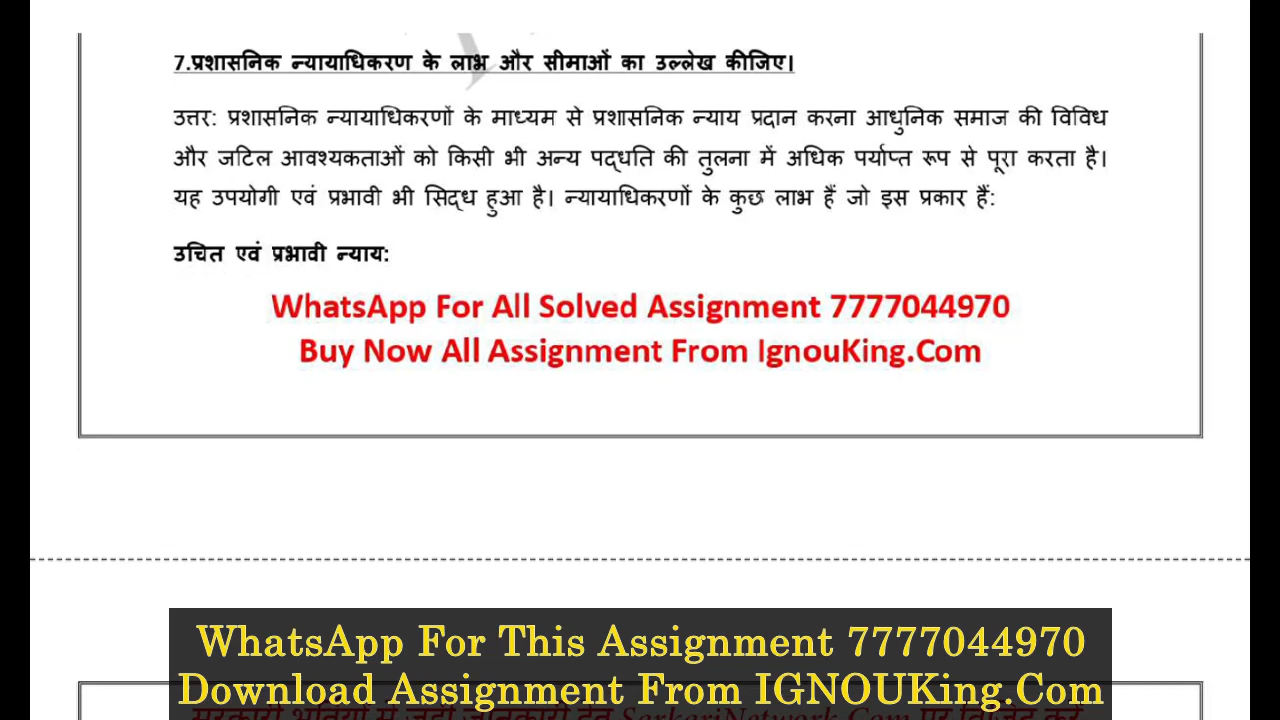 7.प्रशासनिक न्यायाधिकरण के लाभ और सीमाओं का उल्लेख कीजिए।
उत्तर: प्रशासनिक न्यायाधिकरणों के माध्यम से प्रशासनिक न्याय प्रदान करना आधुनिक समाज की विविध
और जटिल आवश्यकताओं को किसी भी अन्य पद्धति की तुलना में अधिक पर्याप्त रूप से पूरा करता है।
यह उपयोगी एवं प्रभावी भी सिद्ध हुआ है। न्यायाधिकरणों के कुछ लाभ हैं जो इस प्रकार हैं:
उचित एवं प्रभावी न्याय:
WhatsApp For All Solved Assignment 7777044970
Buy Now All Assignment From IgnouKing.Com
WhatsApp For This Assignment 7777044970
Download Assignment From IGNOUKing.Com